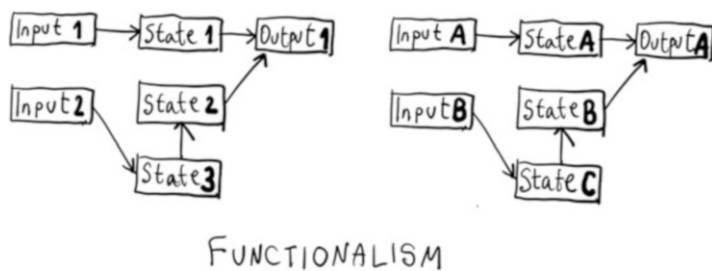 Input 1
State 1
Output 1
Input 2
State 2
State 3
Input A
State A
Output A
Input B
State B
State C
FUNCTIONALISM